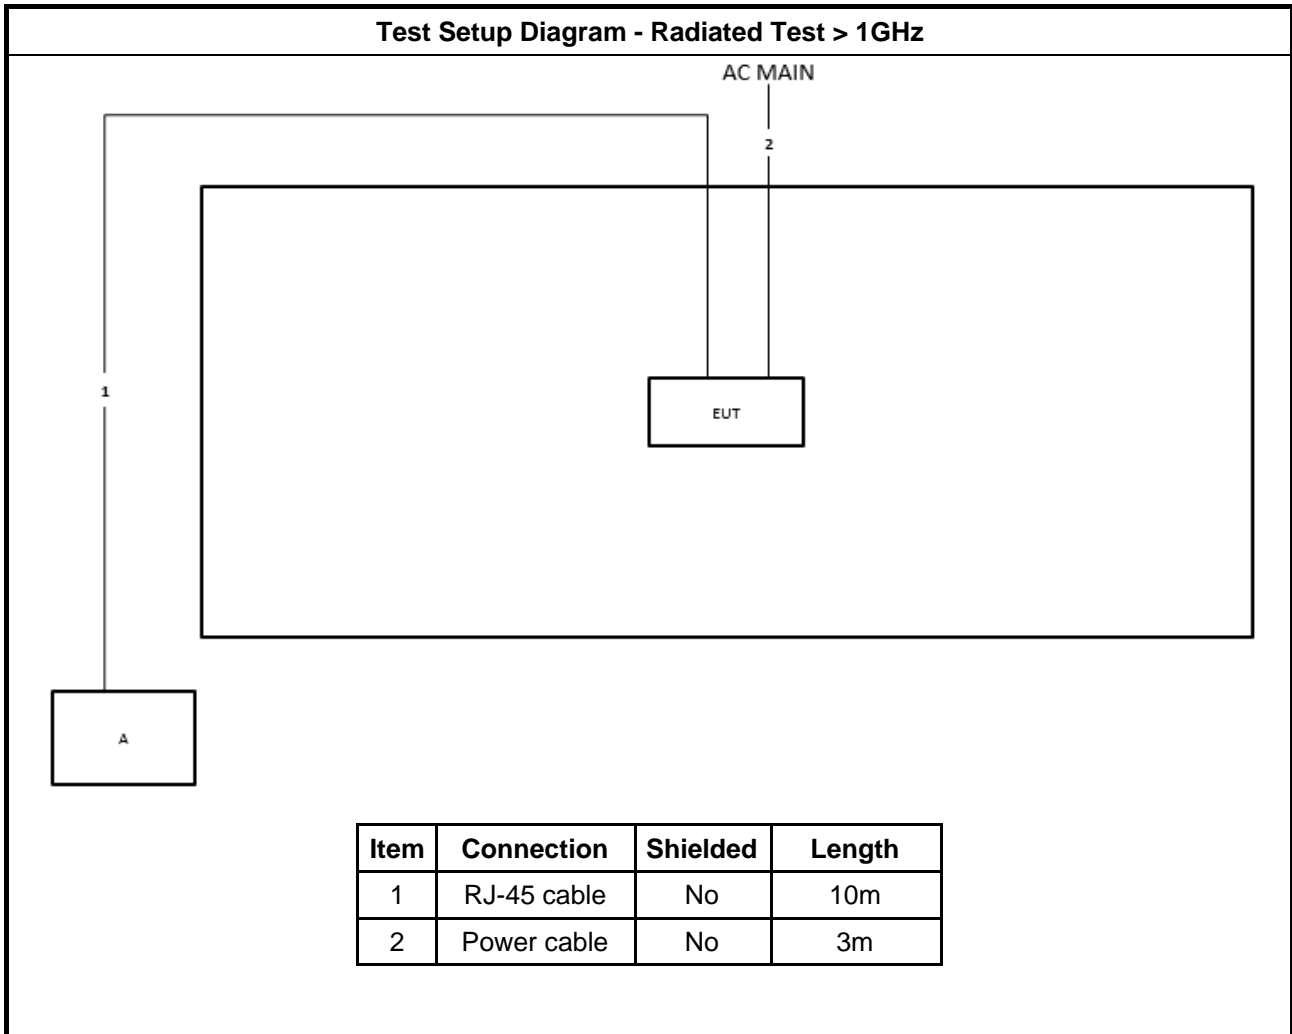 Test Setup Diagram - Radiated Test > 1GHz
AC MAIN
2
1
EUT
A
Item Connection Shielded Length
1 RJ-45 cable No 10m
2 Power cable No 3m